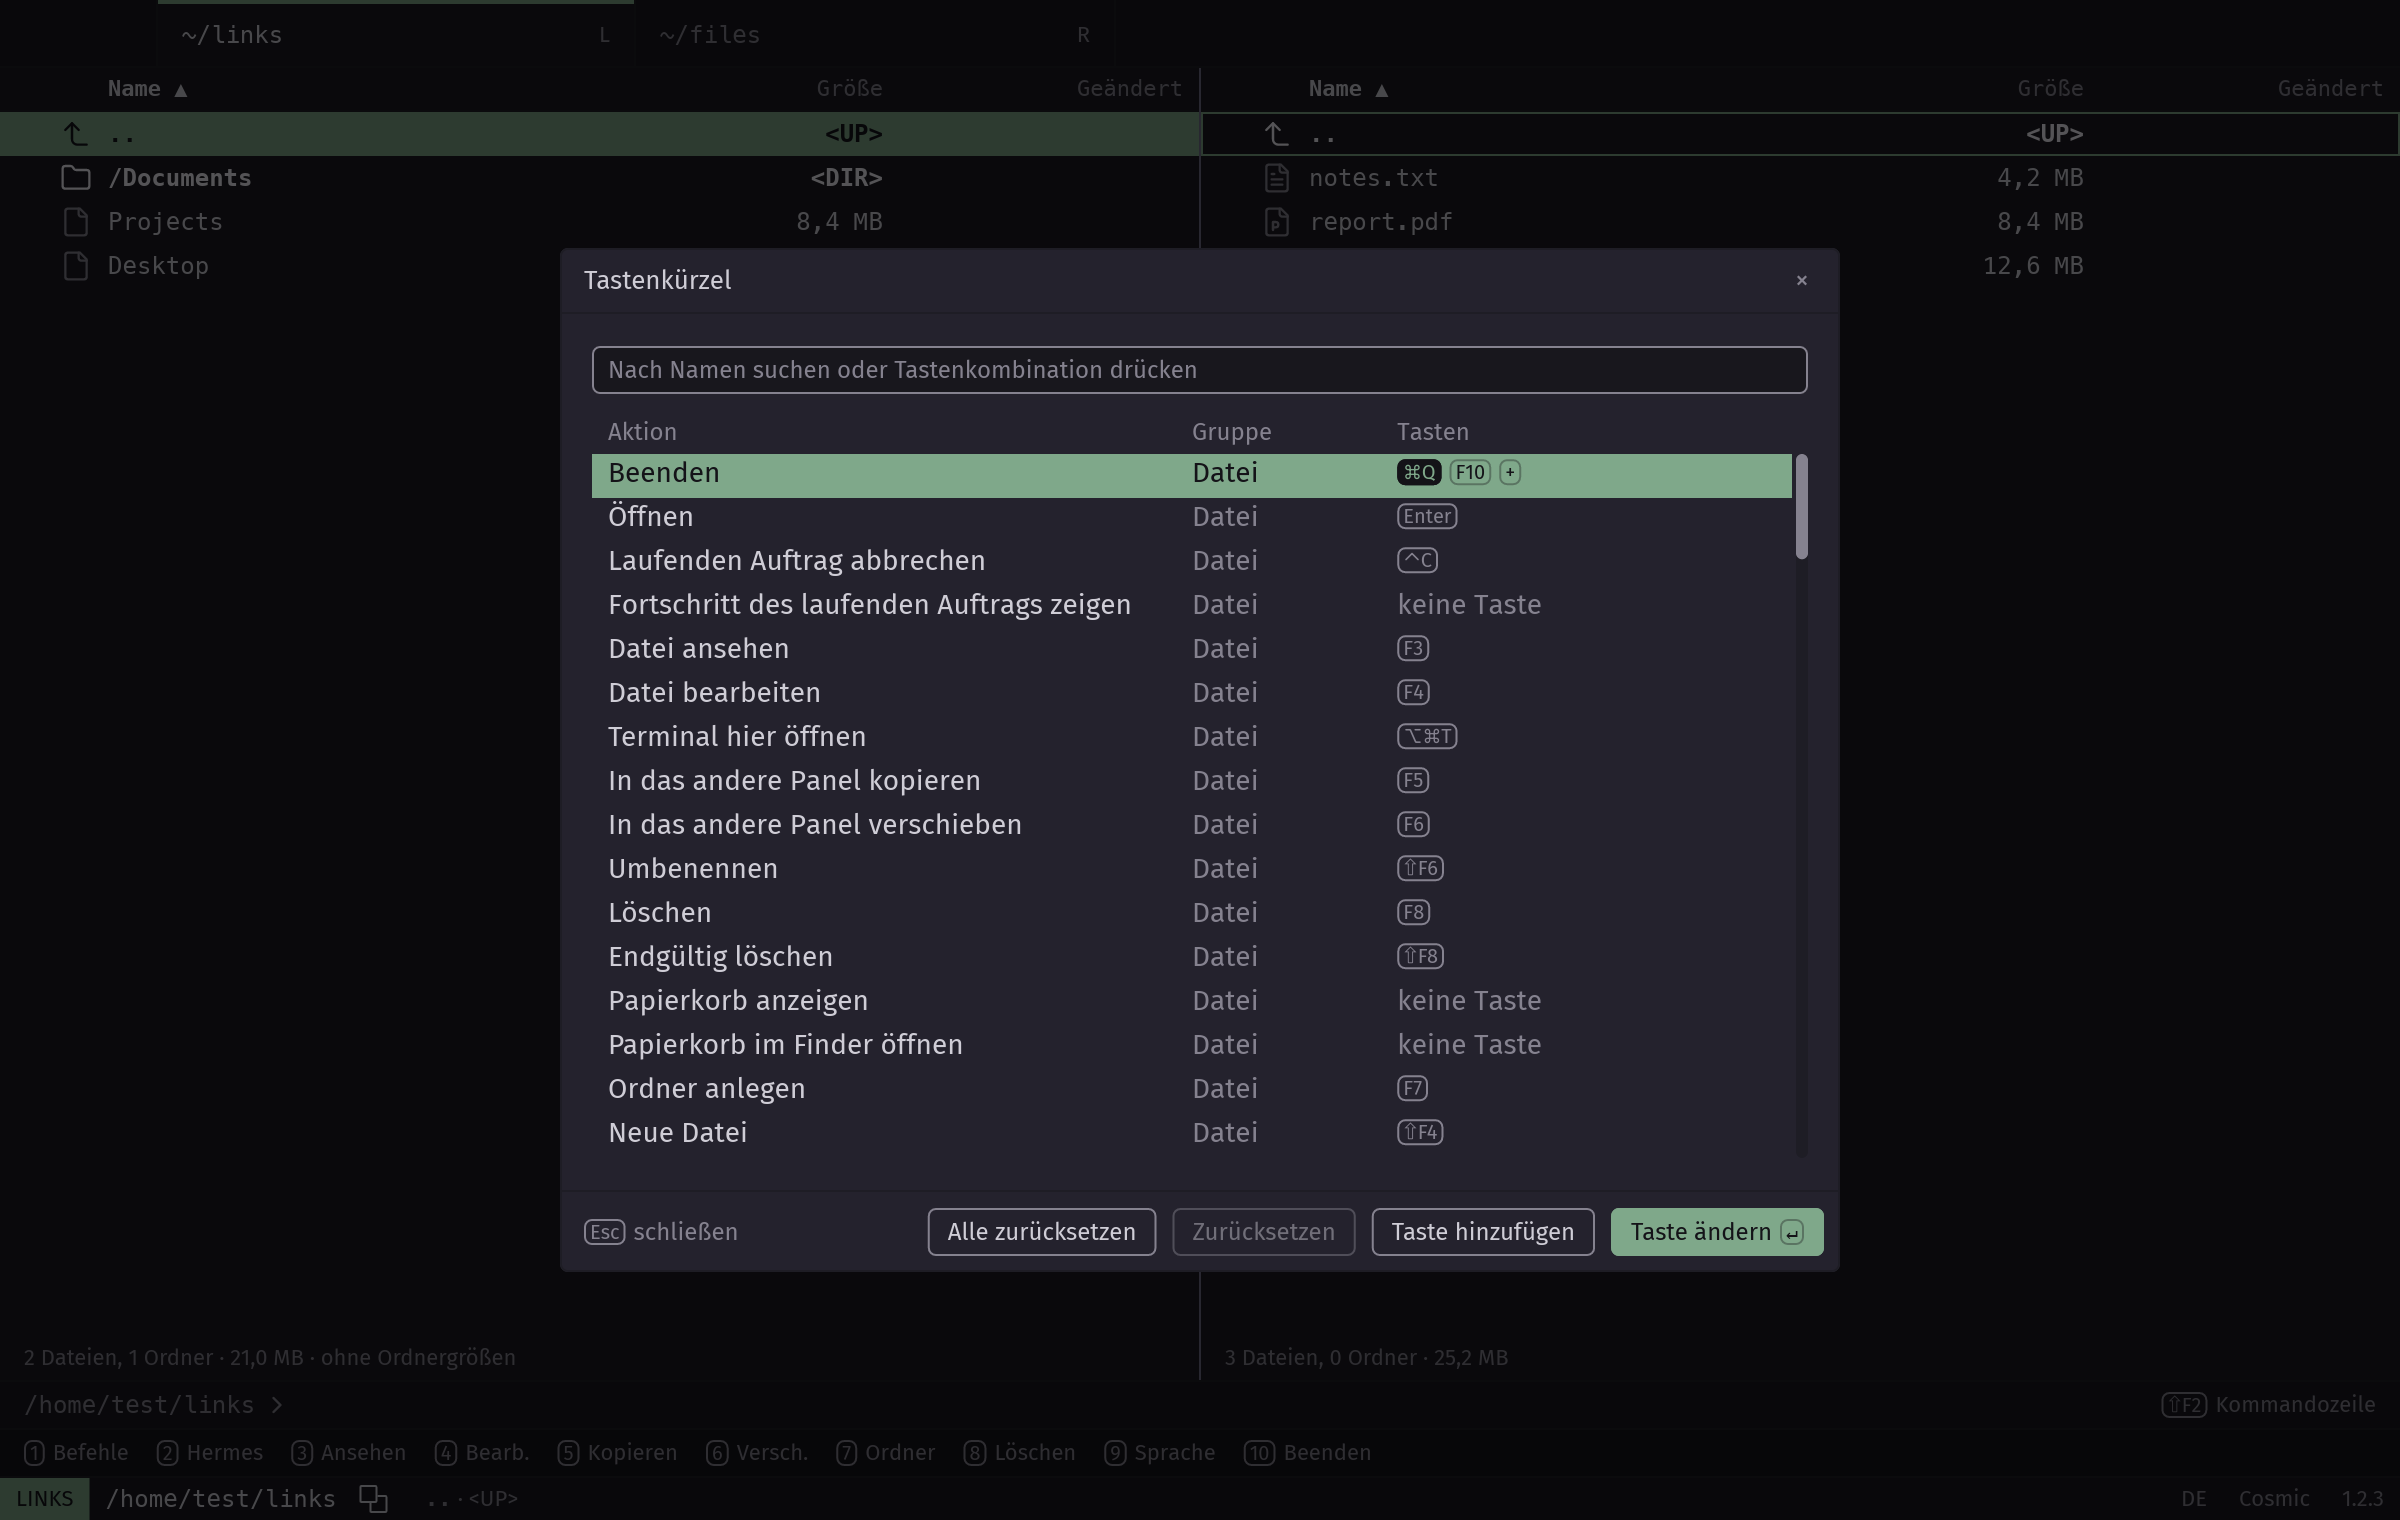 ~/links L ~/files R
Name ▲ Größe Geändert Name ▲ Größe Geändert
.. <UP> .. <UP>
/Documents <DIR> notes.txt 4,2 MB
Projects 8,4 MB report.pdf 8,4 MB
Desktop 12,6 MB
Tastenkürzel ×
Nach Namen suchen oder Tastenkombination drücken
Aktion Gruppe Tasten
Beenden Datei ⌘Q F10 +
Öffnen Datei Enter
Laufenden Auftrag abbrechen Datei ^C
Fortschritt des laufenden Auftrags zeigen Datei keine Taste
Datei ansehen Datei F3
Datei bearbeiten Datei F4
Terminal hier öffnen Datei ⌥⌘T
In das andere Panel kopieren Datei F5
In das andere Panel verschieben Datei F6
Umbenennen Datei ⇧F6
Löschen Datei F8
Endgültig löschen Datei ⇧F8
Papierkorb anzeigen Datei keine Taste
Papierkorb im Finder öffnen Datei keine Taste
Ordner anlegen Datei F7
Neue Datei Datei ⇧F4
Esc schließen Alle zurücksetzen Zurücksetzen Taste hinzufügen Taste ändern ↵
2 Dateien, 1 Ordner · 21,0 MB · ohne Ordnergrößen 3 Dateien, 0 Ordner · 25,2 MB
/home/test/links > ⇧F2 Kommandozeile
1 Befehle 2 Hermes 3 Ansehen 4 Bearb. 5 Kopieren 6 Versch. 7 Ordner 8 Löschen 9 Sprache 10 Beenden
LINKS /home/test/links .. · <UP> DE Cosmic 1.2.3